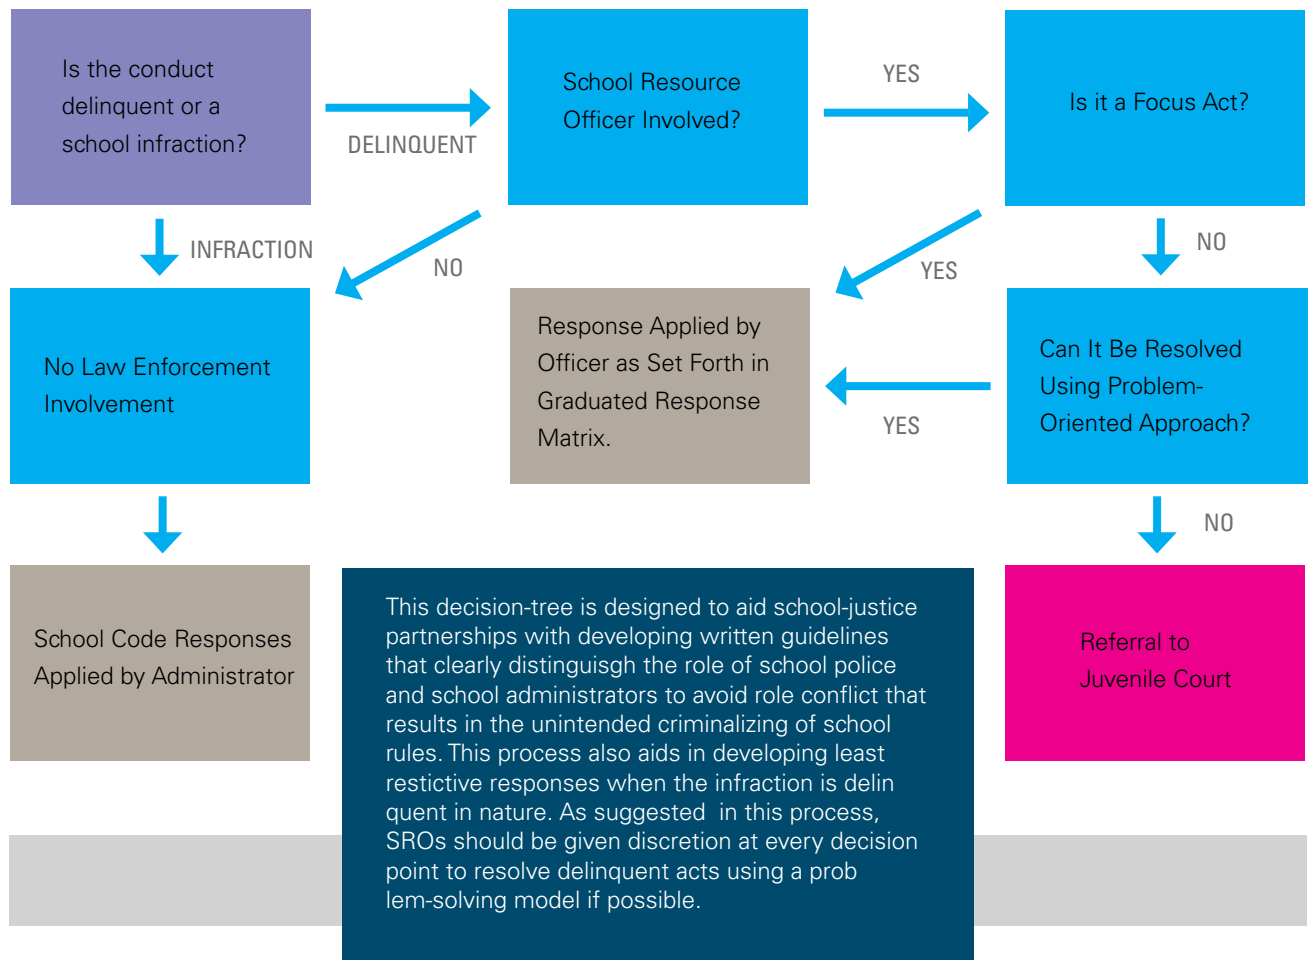 Is the conduct
delinquent or a
school infraction?
DELINQUENT
School Resource
Officer Involved?
YES
Is it a Focus Act?
INFRACTION
NO
YES
NO
No Law Enforcement
Involvement
Response Applied by
Officer as Set Forth in
Graduated Response
Matrix.
YES
Can It Be Resolved
Using Problem-
Oriented Approach?
NO
School Code Responses
Applied by Administrator
This decision-tree is designed to aid school-justice
partnerships with developing written guidelines
that clearly distinguisgh the role of school police
and school administrators to avoid role conflict that
results in the unintended criminalizing of school
rules. This process also aids in developing least
restictive responses when the infraction is delin
quent in nature. As suggested in this process,
SROs should be given discretion at every decision
point to resolve delinquent acts using a prob
lem-solving model if possible.
Referral to
Juvenile Court